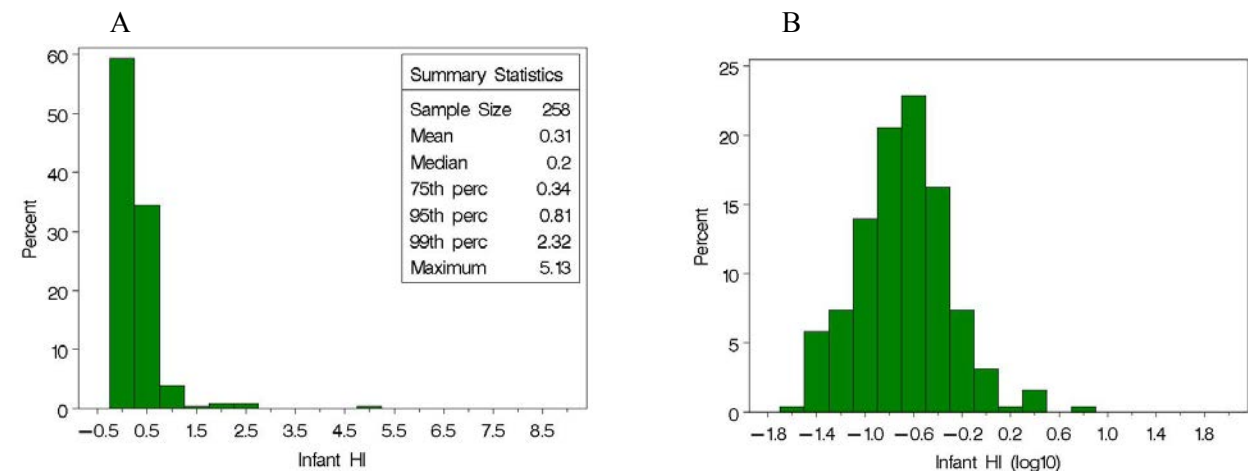 A
60
50
40
30
20
10
0
Percent
Summary Statistics
Sample Size 258
Mean 0.31
Median 0.2
75th perc 0.34
95th perc 0.81
99th perc 2.32
Maximum 5.13
−0.5 0.5 1.5 2.5 3.5 4.5 5.5 6.5 7.5 8.5
Infant HI
B
25
20
15
10
5
0
Percent
−1.8 −1.4 −1.0 −0.6 −0.2 0.2 0.6 1.0 1.4 1.8
Infant HI (log10)